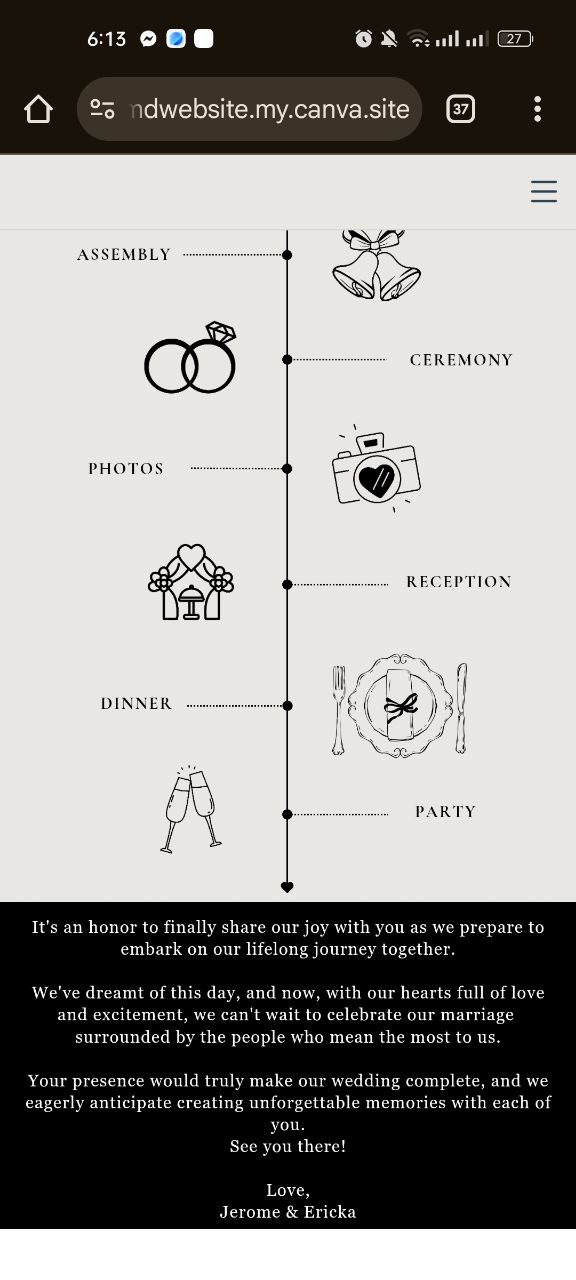 6:13
27
ndwebsite.my.canva.site
37
ASSEMBLY
CEREMONY
PHOTOS
RECEPTION
DINNER
PARTY
It's an honor to finally share our joy with you as we prepare to
embark on our lifelong journey together.
We've dreamt of this day, and now, with our hearts full of love
and excitement, we can't wait to celebrate our marriage
surrounded by the people who mean the most to us.
Your presence would truly make our wedding complete, and we
eagerly anticipate creating unforgettable memories with each of
you.
See you there!
Love,
Jerome & Ericka